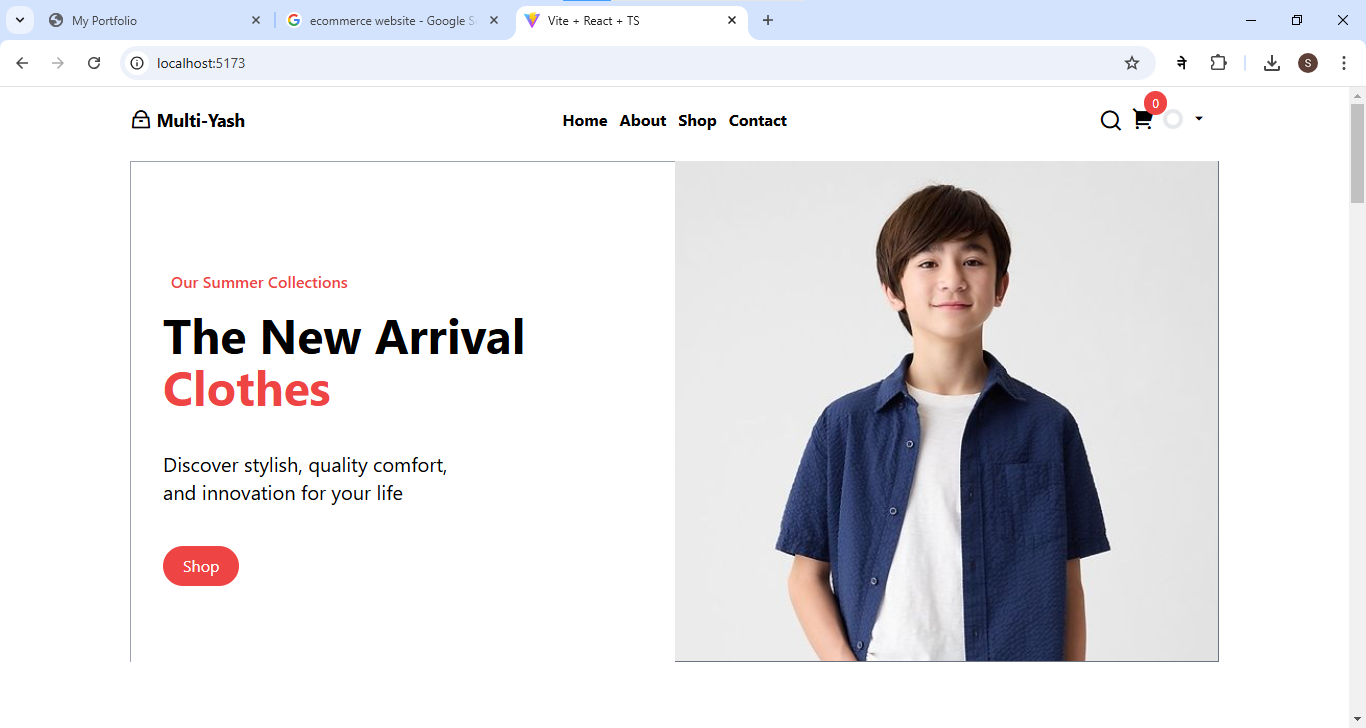 My Portfolio
ecommerce website - Google S
Vite + React + TS
localhost:5173
ने
S
Multi-Yash
Home About Shop Contact
0
Our Summer Collections
The New Arrival
Clothes
Discover stylish, quality comfort,
and innovation for your life
Shop